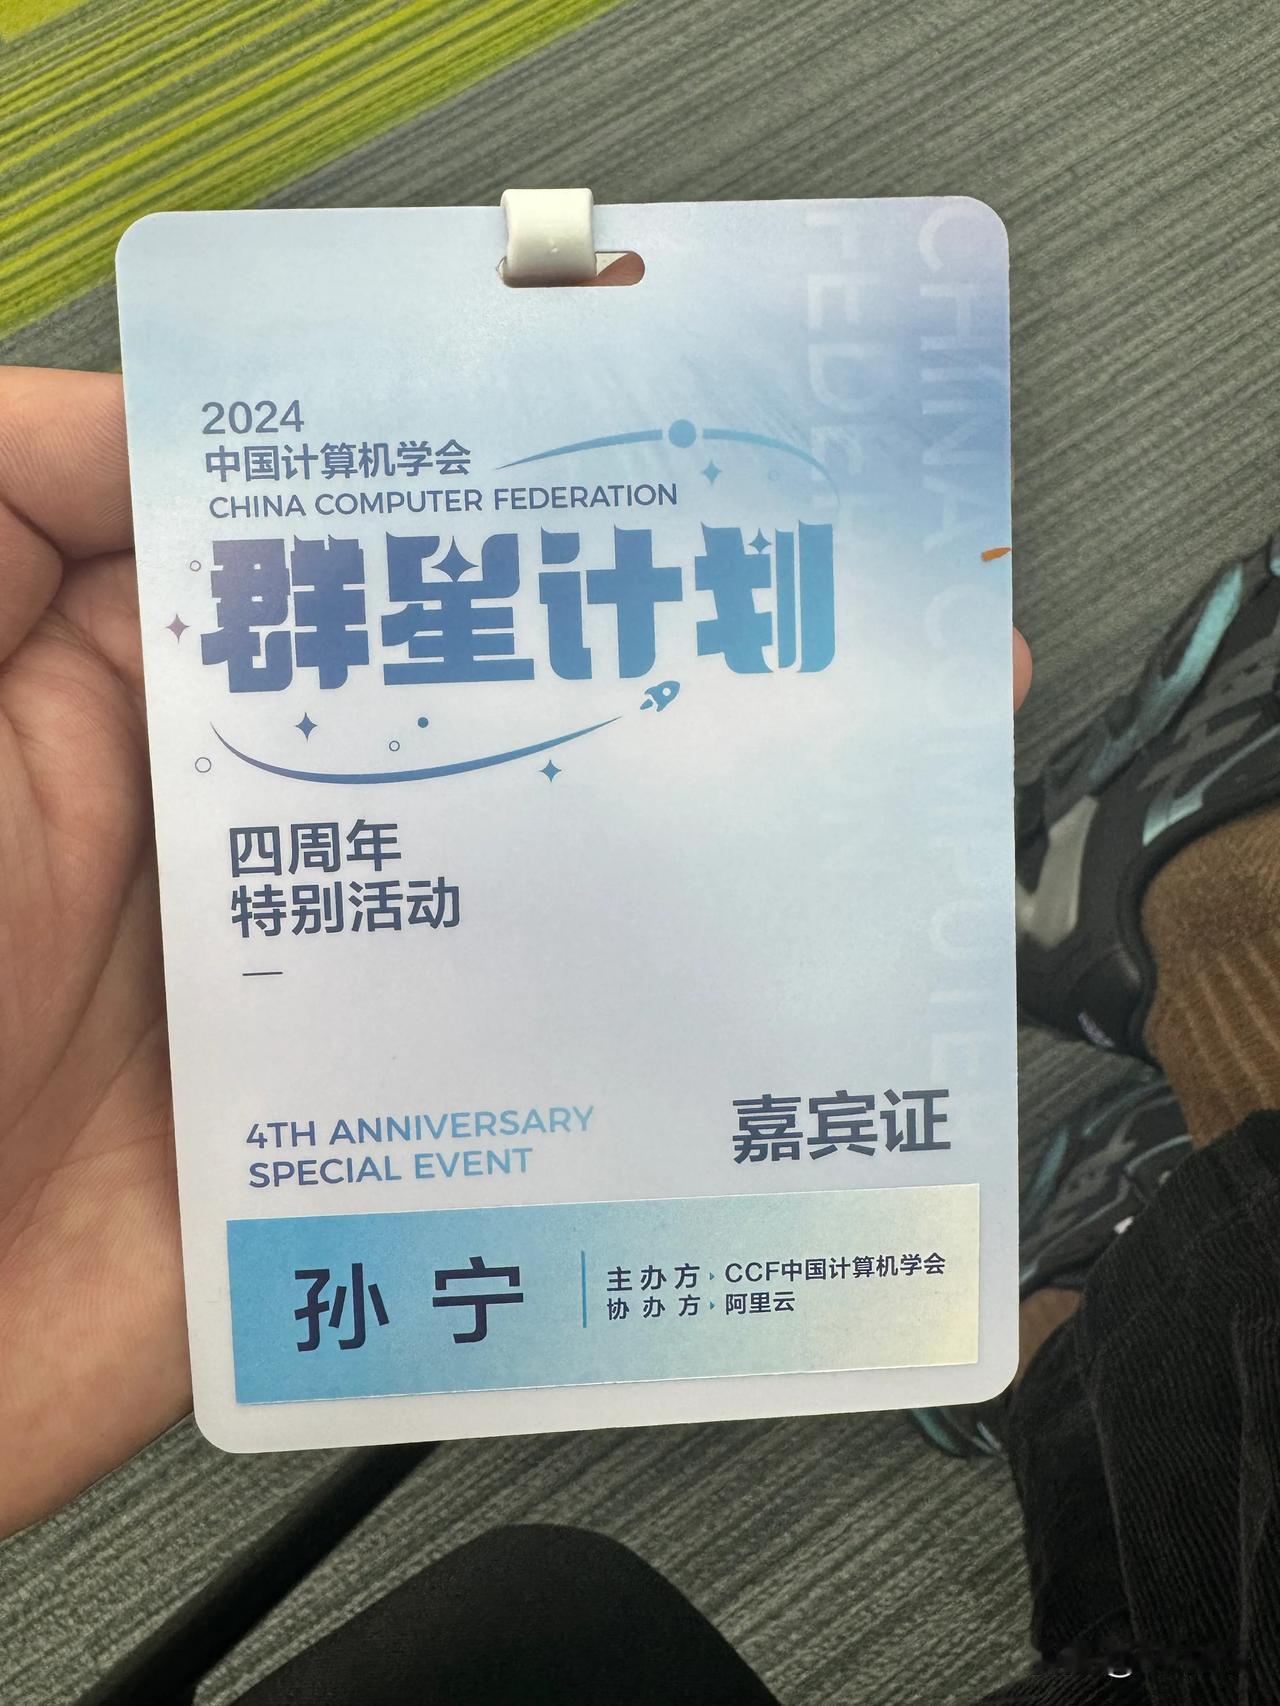 2024
中国计算机学会
CHINA COMPUTER FEDERATION
群星计划
四周年
特别活动
4TH ANNIVERSARY
SPECIAL EVENT
嘉宾证
孙宁
主办方 CCF中国计算机学会
协办方 阿里云
CHINA COMPUTE